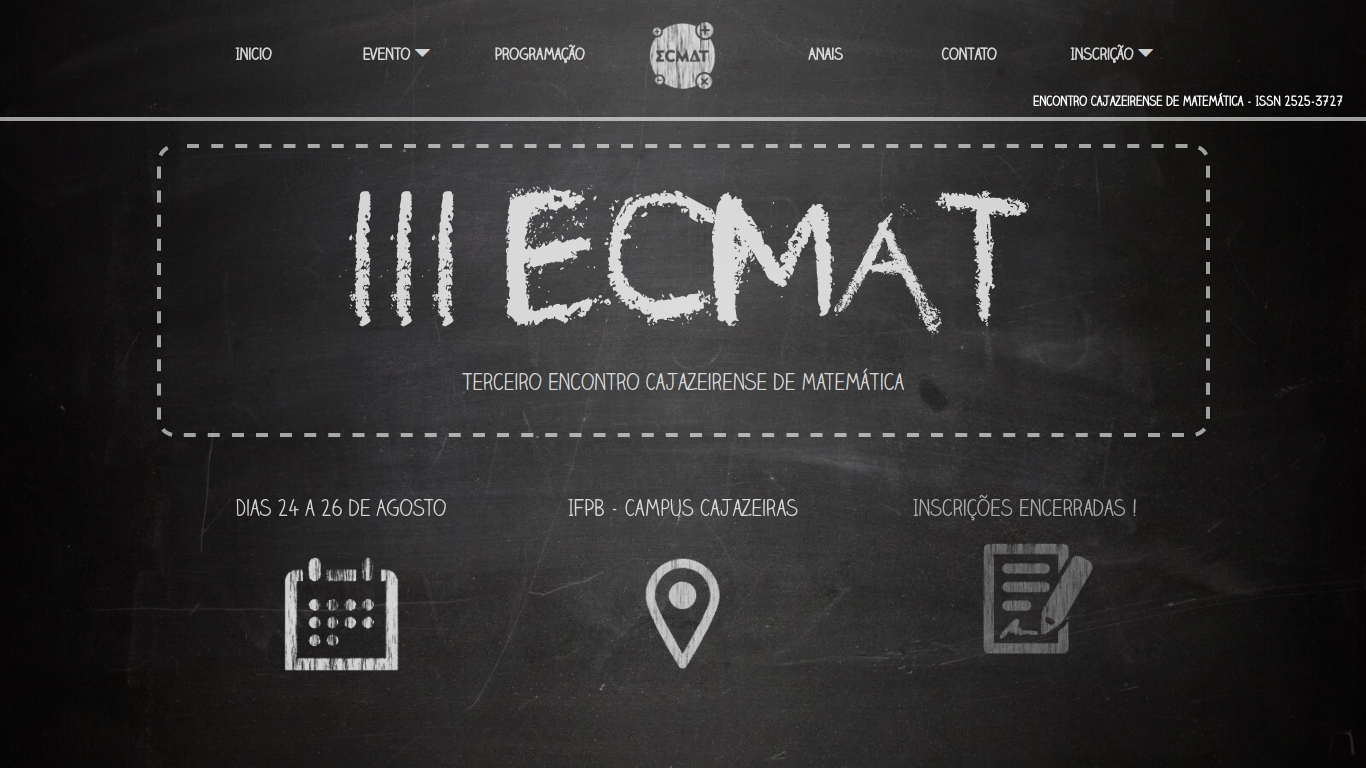 INICIO
EVENTO
PROGRAMAÇÃO
ECMAT
ANAIS
CONTATO
INSCRIÇÃO
ENCONTRO CAJAZEIRENSE DE MATEMÁTICA - ISSN 2525-3727
III ECMAT
TERCEIRO ENCONTRO CAJAZEIRENSE DE MATEMÁTICA
DIAS 24 A 26 DE AGOSTO
IFPB - CAMPUS CAJAZEIRAS
INSCRIÇÕES ENCERRADAS !